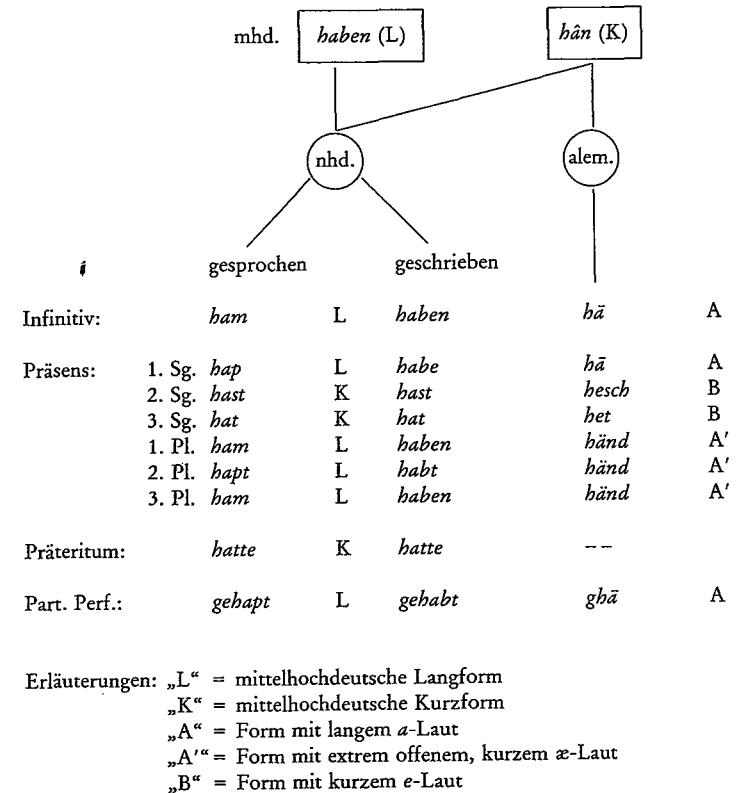 mhd. haben (L) hân (K)
nhd. alem.
gesprochen geschrieben
Infinitiv: ham L haben hā A
Präsens: 1. Sg. hap L habe hā A
2. Sg. hast K hast hesch B
3. Sg. hat K hat het B
1. Pl. ham L haben händ A′
2. Pl. hapt L habt händ A′
3. Pl. ham L haben händ A′
Präteritum: hatte K hatte --
Part. Perf.: gehapt L gehabt ghā A
Erläuterungen: „L“ = mittelhochdeutsche Langform
„K“ = mittelhochdeutsche Kurzform
„A“ = Form mit langem a-Laut
„A′“ = Form mit extrem offenem, kurzem æ-Laut
„B“ = Form mit kurzem e-Laut